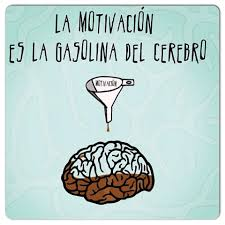 LA MOTIVACIÓN
ES LA GASOLINA DEL CEREBRO
MOTIVACIÓN